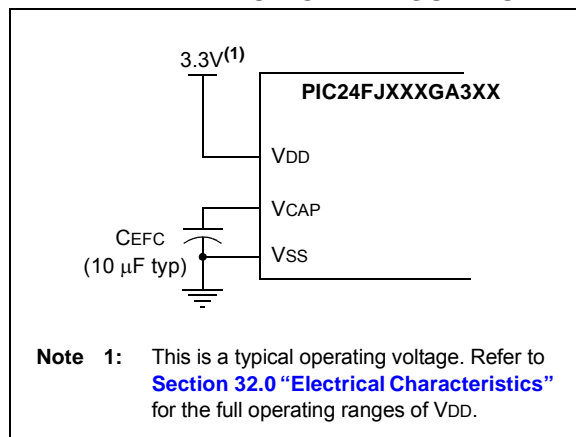 3.3V(1)
PIC24FJXXXGA3XX
VDD
VCAP
CEFC
(10 μF typ)
VSS
Note 1: This is a typical operating voltage. Refer to
Section 32.0 “Electrical Characteristics”
for the full operating ranges of VDD.